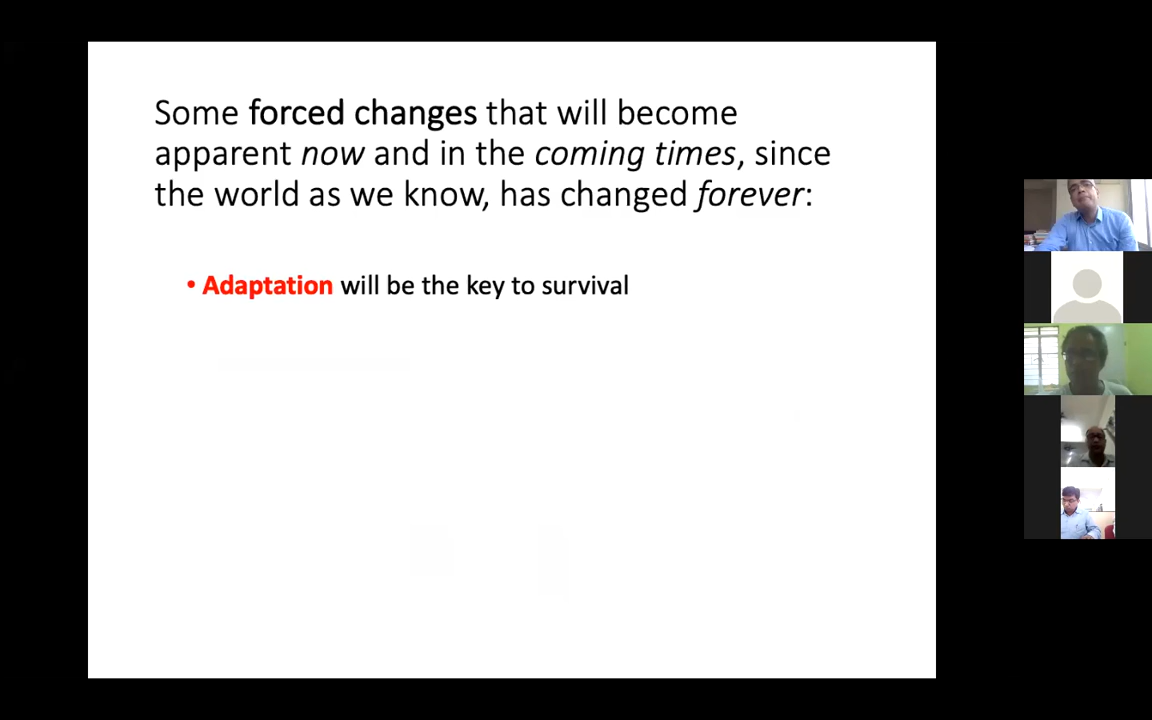 Some forced changes that will become
apparent now and in the coming times, since
the world as we know, has changed forever:
• Adaptation will be the key to survival